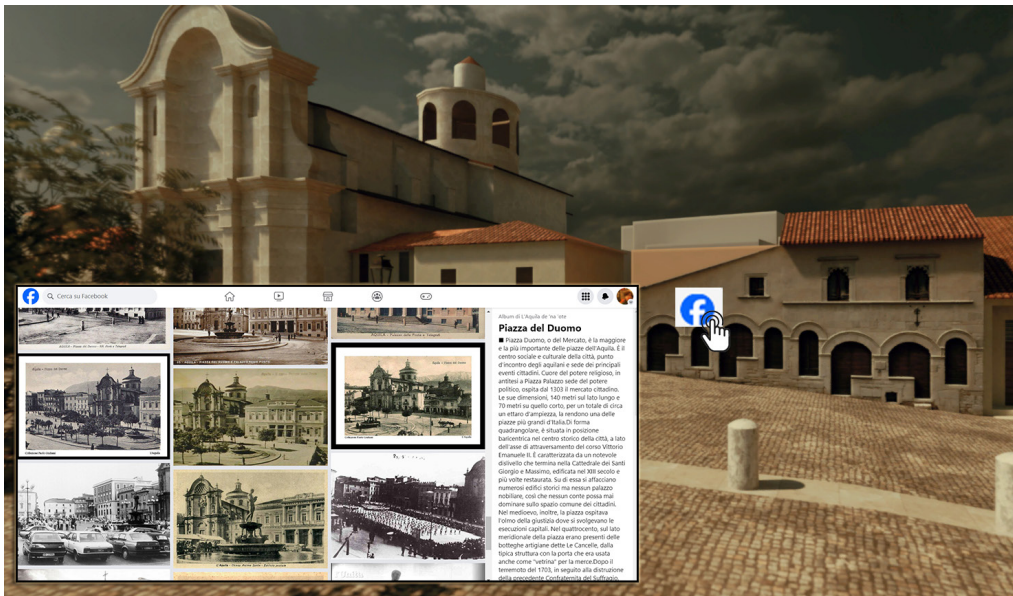 Cerca su Facebook
Album di L'Aquila de 'na 'ote
Piazza del Duomo
■ Piazza Duomo, o del Mercato, è la maggiore
e la più importante delle piazze dell'Aquila. È il
centro sociale e culturale della città, punto
d'incontro degli aquilani e sede dei principali
eventi cittadini. Cuore del potere religioso, in
antitesi a Piazza Palazzo sede del potere
politico, ospita dal 1303 il mercato cittadino.
Le sue dimensioni, 140 metri sul lato lungo e
70 metri su quello corto, per un totale di circa
un ettaro d'ampiezza, la rendono una delle
piazze più grandi d'Italia.Di forma
quadrangolare, è situata in posizione
baricentrica nel centro storico della città, a lato
dell'asse di attraversamento del corso Vittorio
Emanuele II. È caratterizzata da un notevole
dislivello che termina nella Cattedrale dei Santi
Giorgio e Massimo, edificata nel XIII secolo e
più volte restaurata. Su di essa si affacciano
numerosi edifici storici ma nessun palazzo
nobiliare, così che nessun conte possa mai
dominare sullo spazio comune dei cittadini.
Nel medioevo, inoltre, la piazza ospitava
l'olmo della giustizia dove si svolgevano le
esecuzioni capitali. Nel quattrocento, sul lato
meridionale della piazza erano presenti delle
botteghe artigiane dette Le Cancelle, dalla
tipica struttura con la porta che era usata
anche come "vetrina" per la merce.Dopo il
terremoto del 1703, in seguito alla distruzione
della precedente Confraternita del Suffragio,